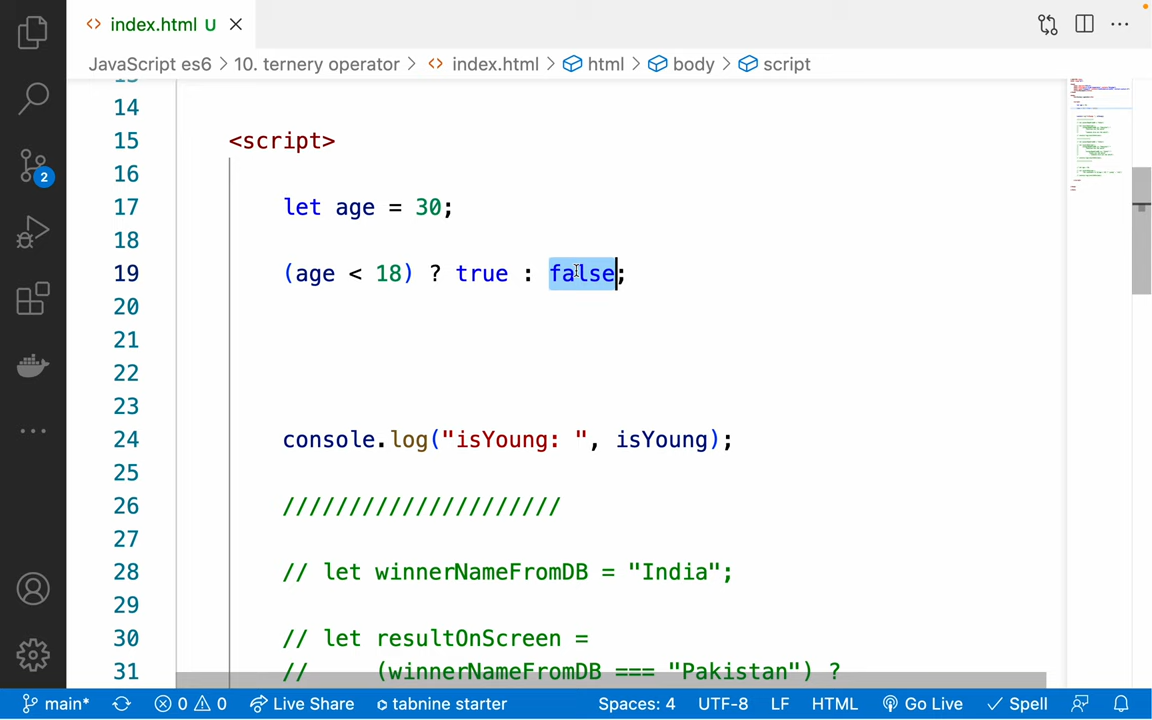 index.html U
JavaScript es6 > 10. ternery operator > index.html > html > body > script
14
15 <script>
16
17 let age = 30;
18
19 (age < 18) ? true : false;
20
21
22
23
24 console.log("isYoung: ", isYoung);
25
26 /////////////////////
27
28 // let winnerNameFromDB = "India";
29
30 // let resultOnScreen =
31 // (winnerNameFromDB === "Pakistan") ?
2
main* 0 0 Live Share tabnine starter Spaces: 4 UTF-8 LF HTML Go Live Spell